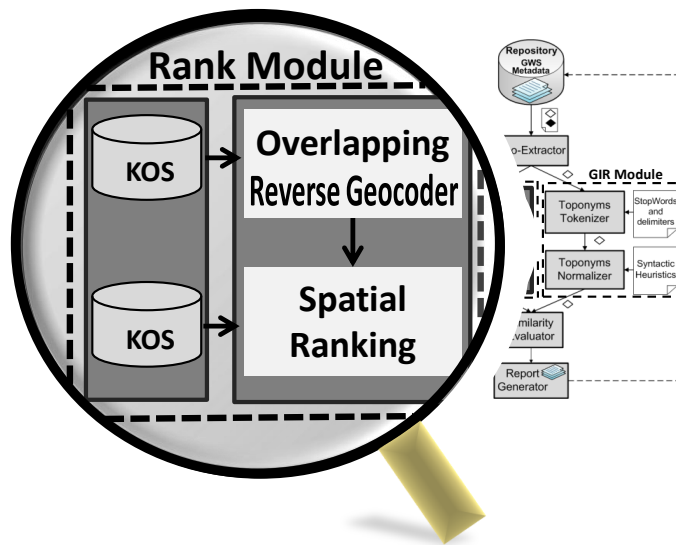 Rank Module
KOS
Overlapping
Reverse Geocoder
KOS
Spatial
Ranking
Repository
GWS
Metadata
o-Extractor
GIR Module
Toponyms
Tokenizer
StopWords
and
delimiters
Toponyms
Normalizer
Syntactic
Heuristics
milarity
valuator
Report
Generator